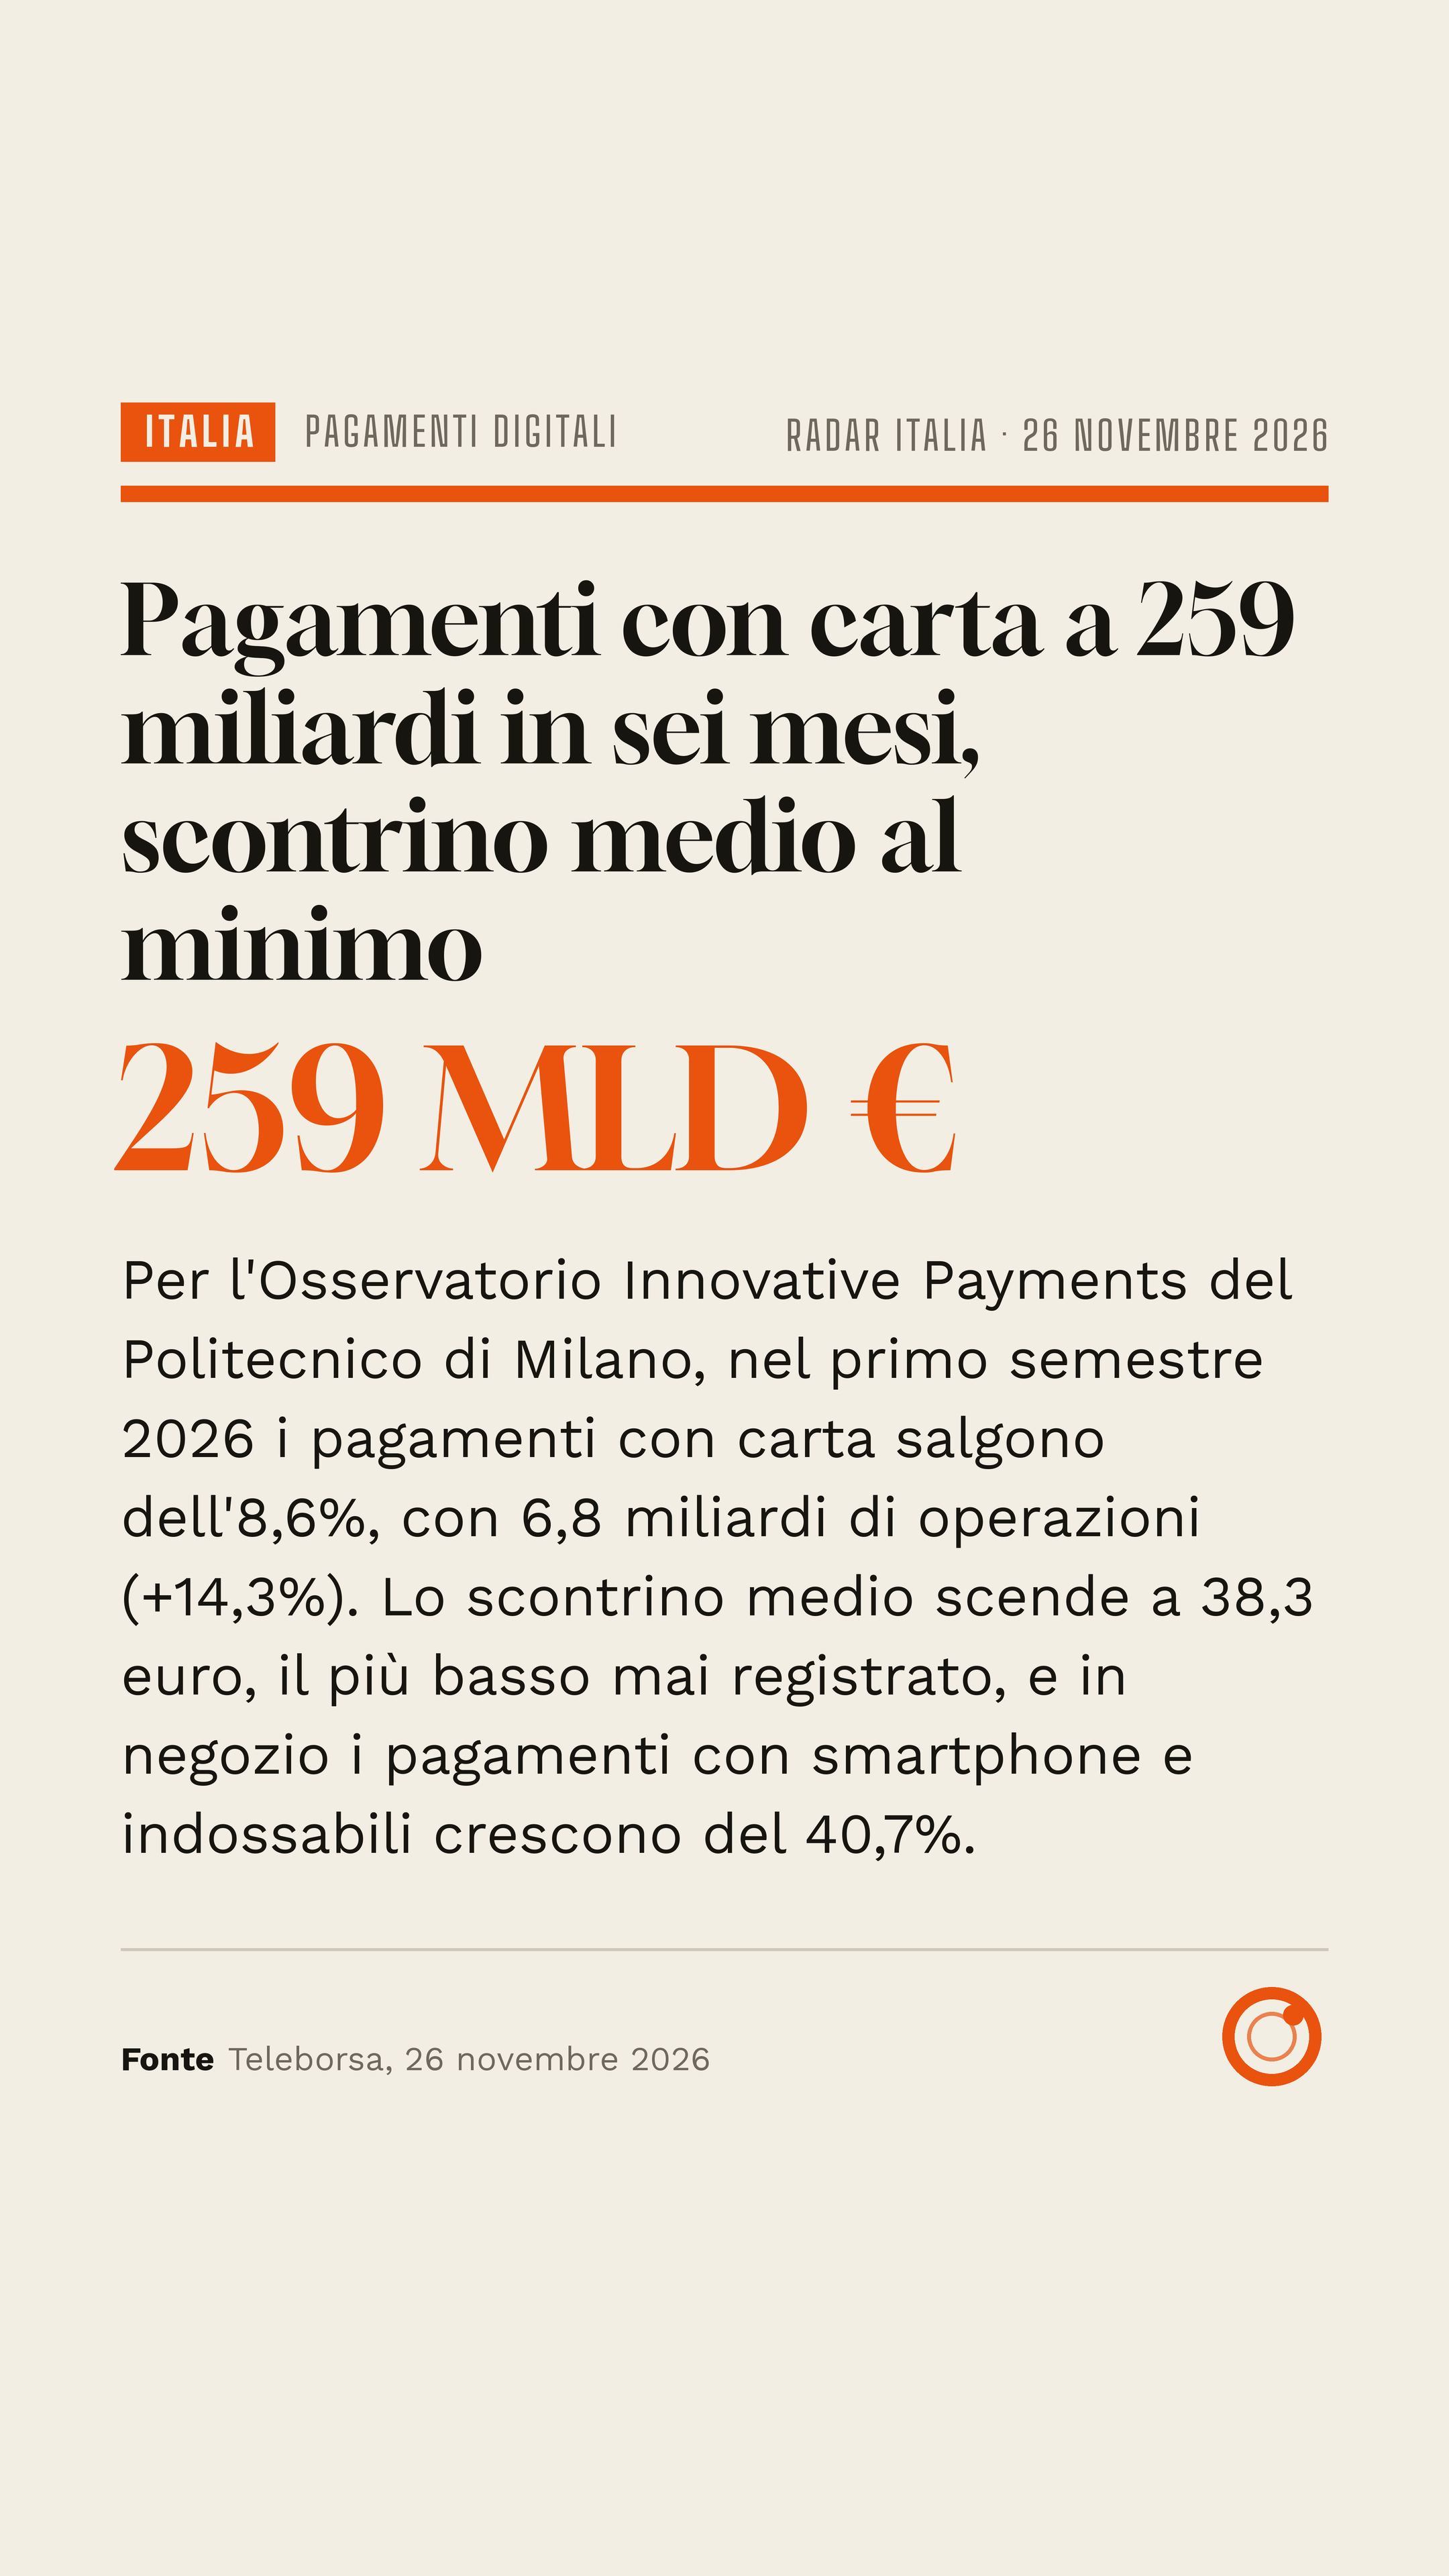 ITALIA PAGAMENTI DIGITALI RADAR ITALIA · 26 NOVEMBRE 2026
Pagamenti con carta a 259
miliardi in sei mesi,
scontrino medio al
minimo
259 MLD €
Per l'Osservatorio Innovative Payments del
Politecnico di Milano, nel primo semestre
2026 i pagamenti con carta salgono
dell'8,6%, con 6,8 miliardi di operazioni
(+14,3%). Lo scontrino medio scende a 38,3
euro, il più basso mai registrato, e in
negozio i pagamenti con smartphone e
indossabili crescono del 40,7%.
Fonte Teleborsa, 26 novembre 2026